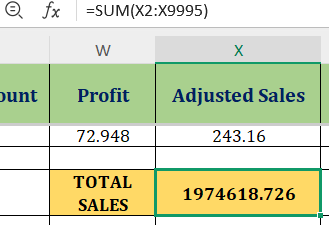 fx =SUM(X2:X9995)
W X
ount Profit Adjusted Sales
72.948 243.16
TOTAL
SALES
1974618.726